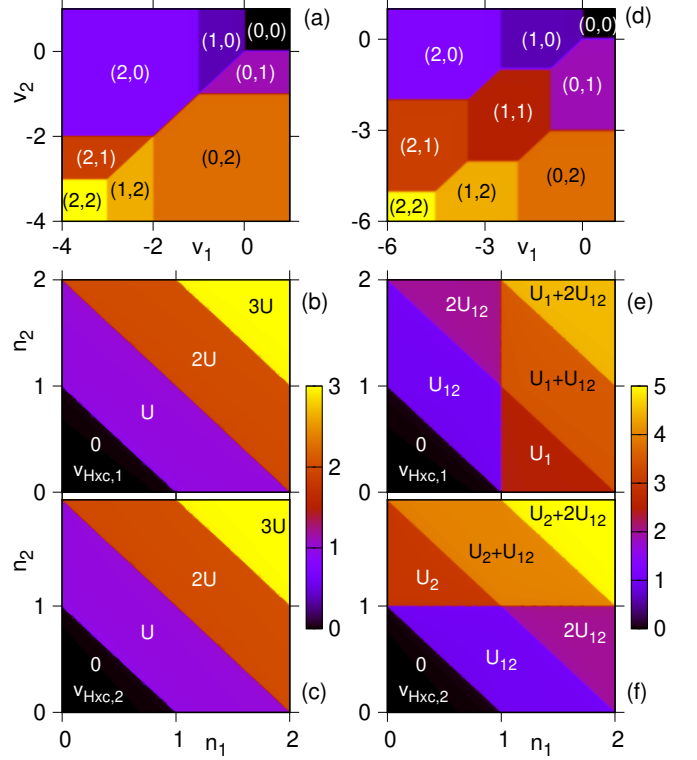 (a)
(0,0)
(1,0)
(2,0)
(0,1)
(2,1)
(0,2)
(1,2)
(2,2)
0
-2
-4
v2
-4
-2
0
v1
(d)
(0,0)
(1,0)
(2,0)
(0,1)
(1,1)
(2,1)
(0,2)
(1,2)
(2,2)
0
-3
-6
-6
-3
0
v1
(b)
2
1
0
n2
3U
2U
U
0
vHxc,1
3
2
1
0
(e)
U1+2U12
2U12
U12
U1+U12
U1
0
vHxc,1
5
4
3
2
1
0
(c)
n2
1
0
3U
2U
U
0
vHxc,2
0
1
2
n1
(f)
U2+2U12
U2+U12
U2
2U12
U12
0
vHxc,2
0
1
2
n1